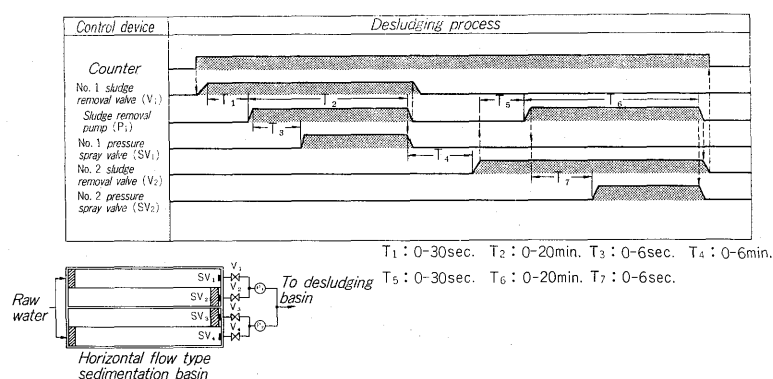 Control device
Desludging process
Counter
No. 1 sludge
removal valve (V₁)
Sludge removal
pump (P₁)
No. 1 pressure
spray valve (SV₁)
No. 2 sludge
removal valve (V₂)
No. 2 pressure
spray valve (SV₂)
T₁
T₂
T₃
T₄
T₅
T₆
T₇
T₁ : 0-30sec. T₂ : 0-20min. T₃ : 0-6sec. T₄ : 0-6min.
T₅ : 0-30sec. T₆ : 0-20min. T₇ : 0-6sec.
Raw
water
SV₁
SV₂
SV₃
SV₄
V₁
V₂
V₃
To desludging
basin
Horizontal flow type
sedimentation basin